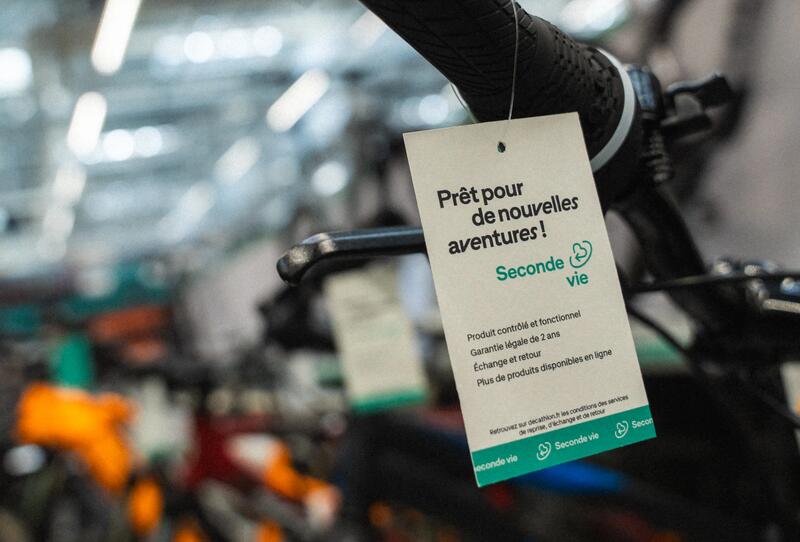 Prêt pour
de nouvelles
aventures !
Seconde
vie
Produit contrôlé et fonctionnel
Garantie légale de 2 ans
Échange et retour
Plus de produits disponibles en ligne
Retrouvez sur decathlon.fr les conditions des services
de reprise, d'échange et de retour
econde vie Seconde vie Secon